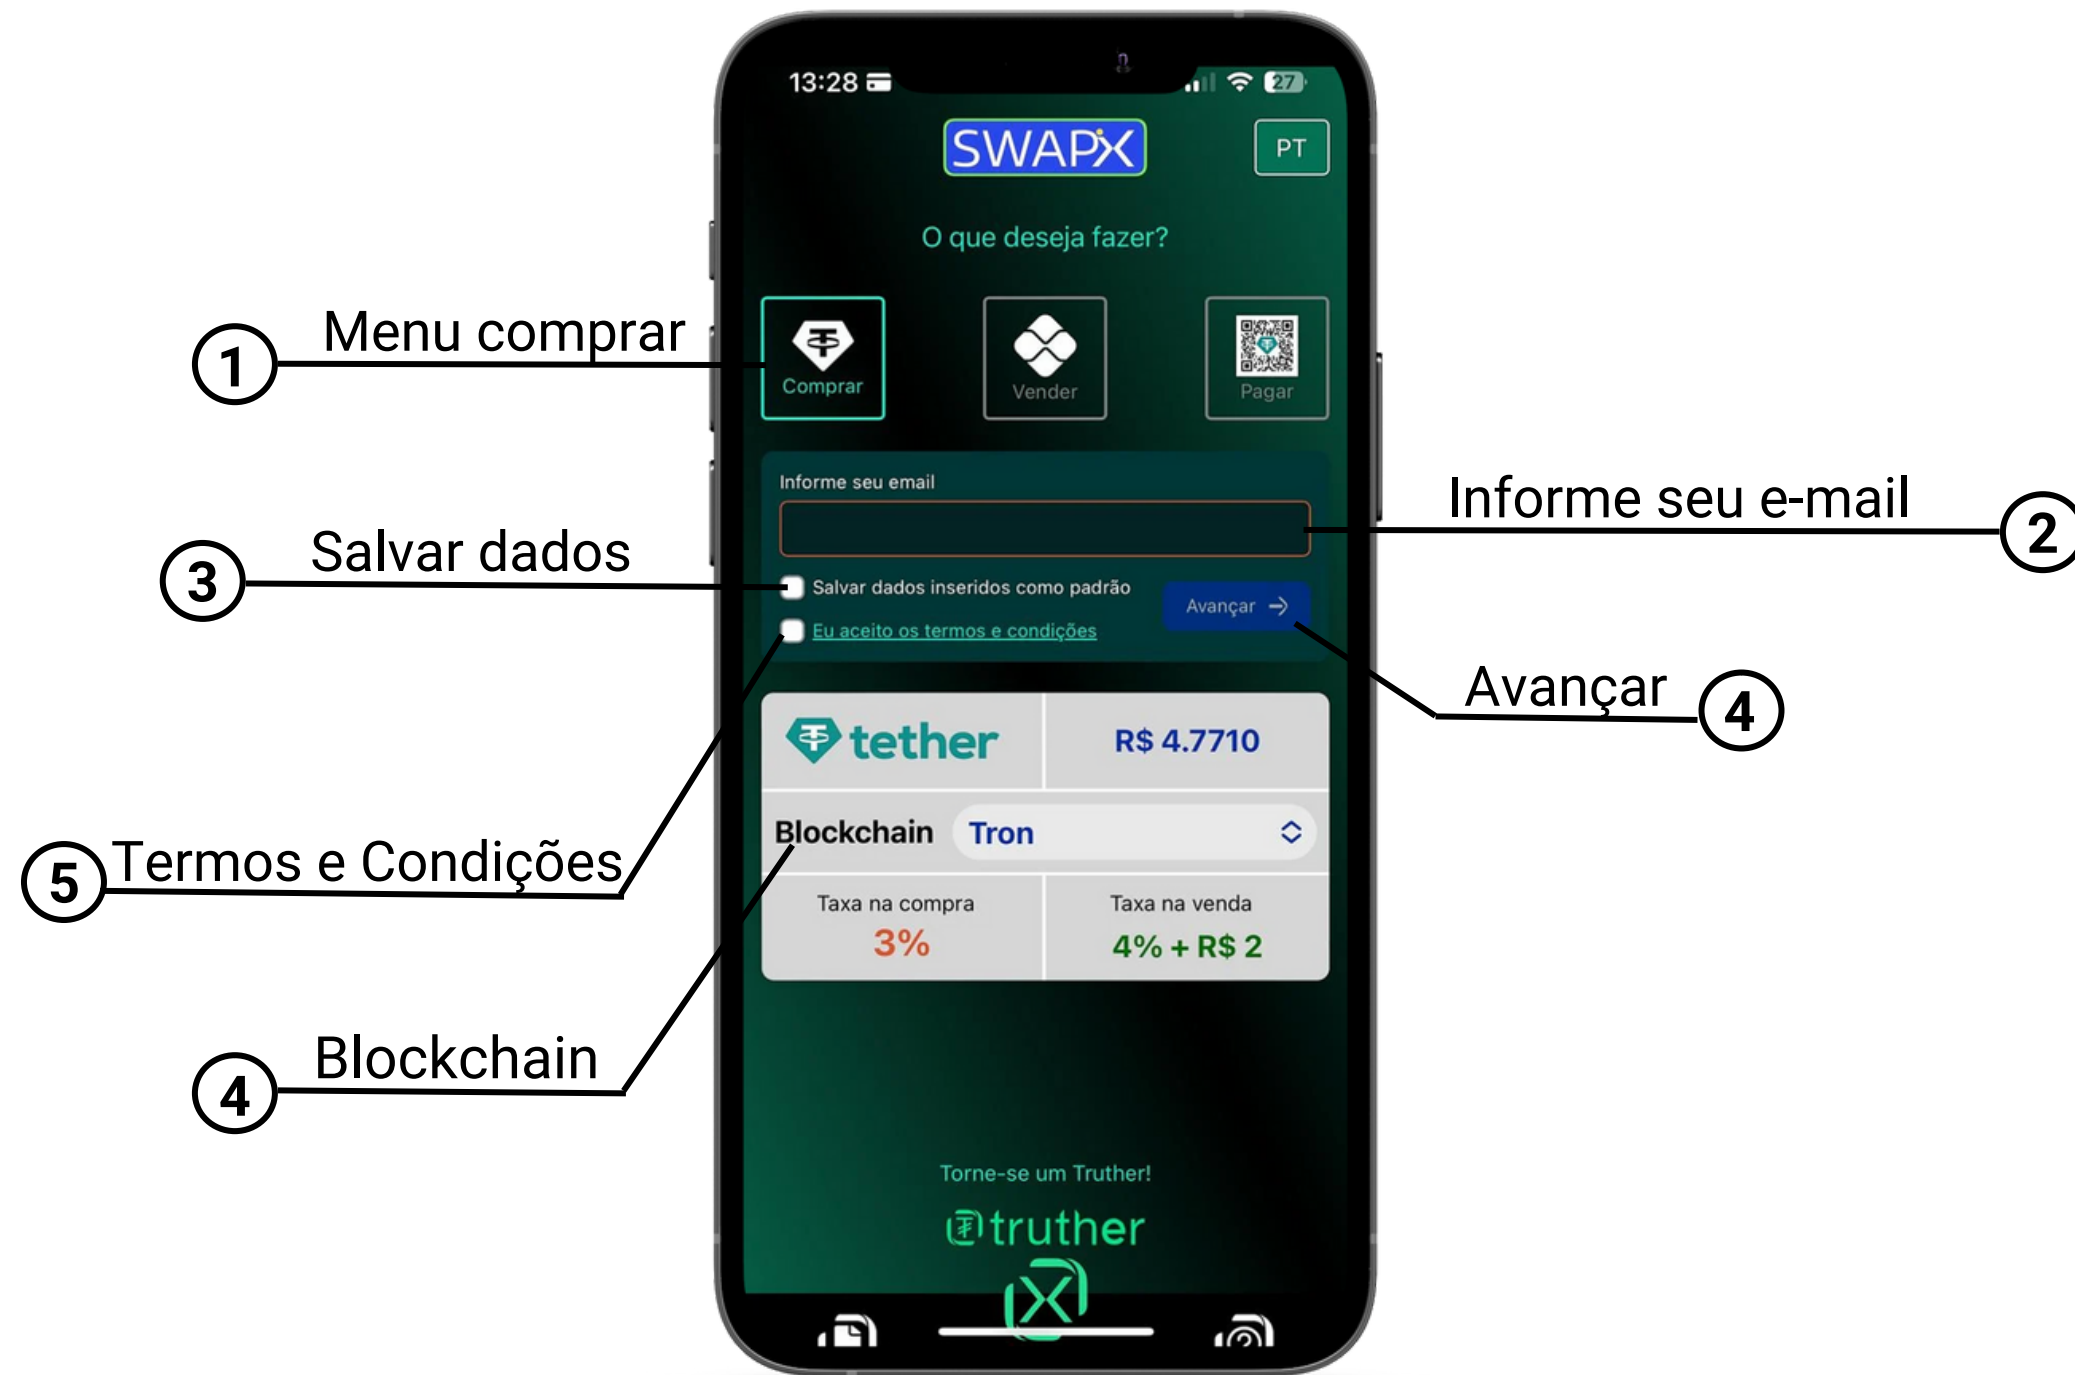 13:28
27
SWAPX
PT
O que deseja fazer?
1
Menu comprar
Comprar
Vender
Pagar
Informe seu email
Informe seu e-mail
2
3
Salvar dados
Salvar dados inseridos como padrão
Avançar
Eu aceito os termos e condições
Avançar
4
tether
R$ 4.7710
Blockchain
Tron
5
Termos e Condições
Taxa na compra
3%
Taxa na venda
4% + R$ 2
4
Blockchain
Torne-se um Truther!
truther